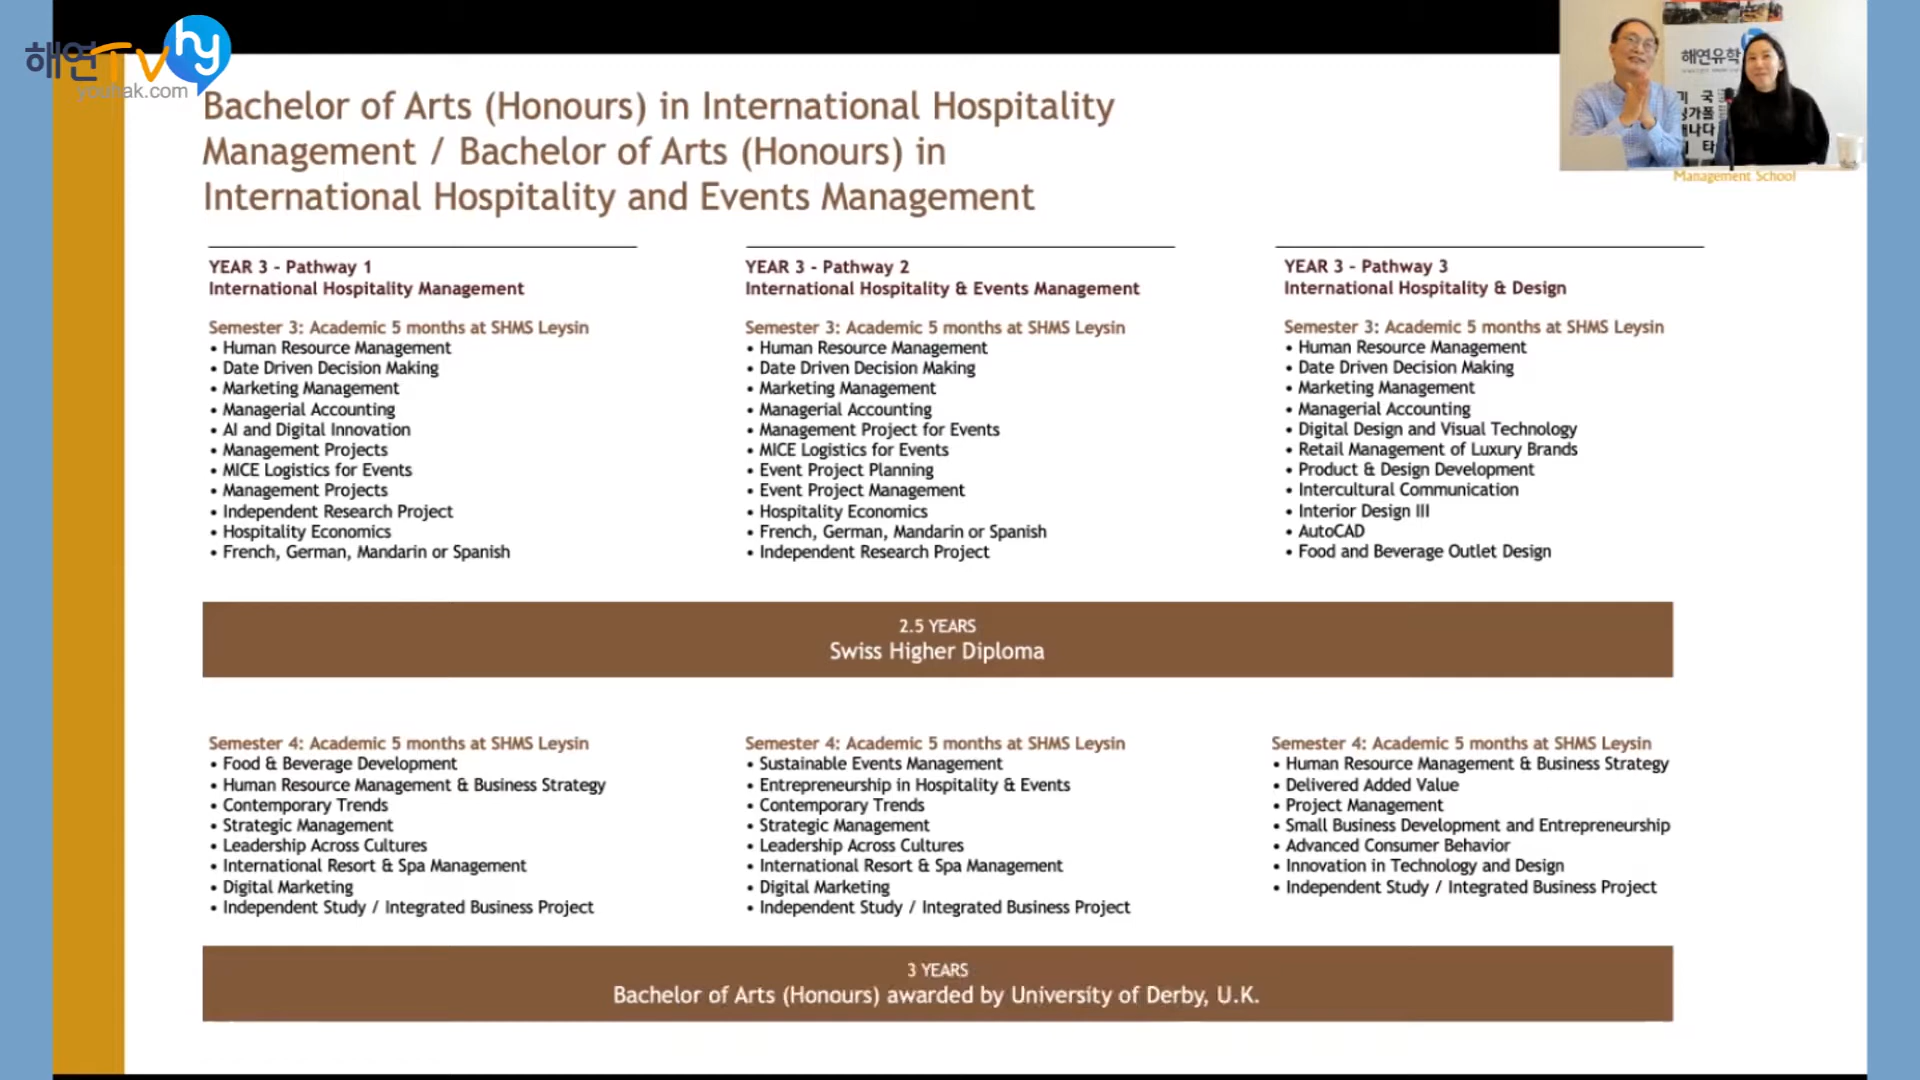 해연TV hy
youhak.com
해연유학
미 국
싱가폴
캐나다
기 타
Management School
Bachelor of Arts (Honours) in International Hospitality
Management / Bachelor of Arts (Honours) in
International Hospitality and Events Management
YEAR 3 - Pathway 1
International Hospitality Management
Semester 3: Academic 5 months at SHMS Leysin
• Human Resource Management
• Date Driven Decision Making
• Marketing Management
• Managerial Accounting
• AI and Digital Innovation
• Management Projects
• MICE Logistics for Events
• Management Projects
• Independent Research Project
• Hospitality Economics
• French, German, Mandarin or Spanish
YEAR 3 - Pathway 2
International Hospitality & Events Management
Semester 3: Academic 5 months at SHMS Leysin
• Human Resource Management
• Date Driven Decision Making
• Marketing Management
• Managerial Accounting
• Management Project for Events
• MICE Logistics for Events
• Event Project Planning
• Event Project Management
• Hospitality Economics
• French, German, Mandarin or Spanish
• Independent Research Project
YEAR 3 - Pathway 3
International Hospitality & Design
Semester 3: Academic 5 months at SHMS Leysin
• Human Resource Management
• Date Driven Decision Making
• Marketing Management
• Managerial Accounting
• Digital Design and Visual Technology
• Retail Management of Luxury Brands
• Product & Design Development
• Intercultural Communication
• Interior Design III
• AutoCAD
• Food and Beverage Outlet Design
2.5 YEARS
Swiss Higher Diploma
Semester 4: Academic 5 months at SHMS Leysin
• Food & Beverage Development
• Human Resource Management & Business Strategy
• Contemporary Trends
• Strategic Management
• Leadership Across Cultures
• International Resort & Spa Management
• Digital Marketing
• Independent Study / Integrated Business Project
Semester 4: Academic 5 months at SHMS Leysin
• Sustainable Events Management
• Entrepreneurship in Hospitality & Events
• Contemporary Trends
• Strategic Management
• Leadership Across Cultures
• International Resort & Spa Management
• Digital Marketing
• Independent Study / Integrated Business Project
Semester 4: Academic 5 months at SHMS Leysin
• Human Resource Management & Business Strategy
• Delivered Added Value
• Project Management
• Small Business Development and Entrepreneurship
• Advanced Consumer Behavior
• Innovation in Technology and Design
• Independent Study / Integrated Business Project
3 YEARS
Bachelor of Arts (Honours) awarded by University of Derby, U.K.